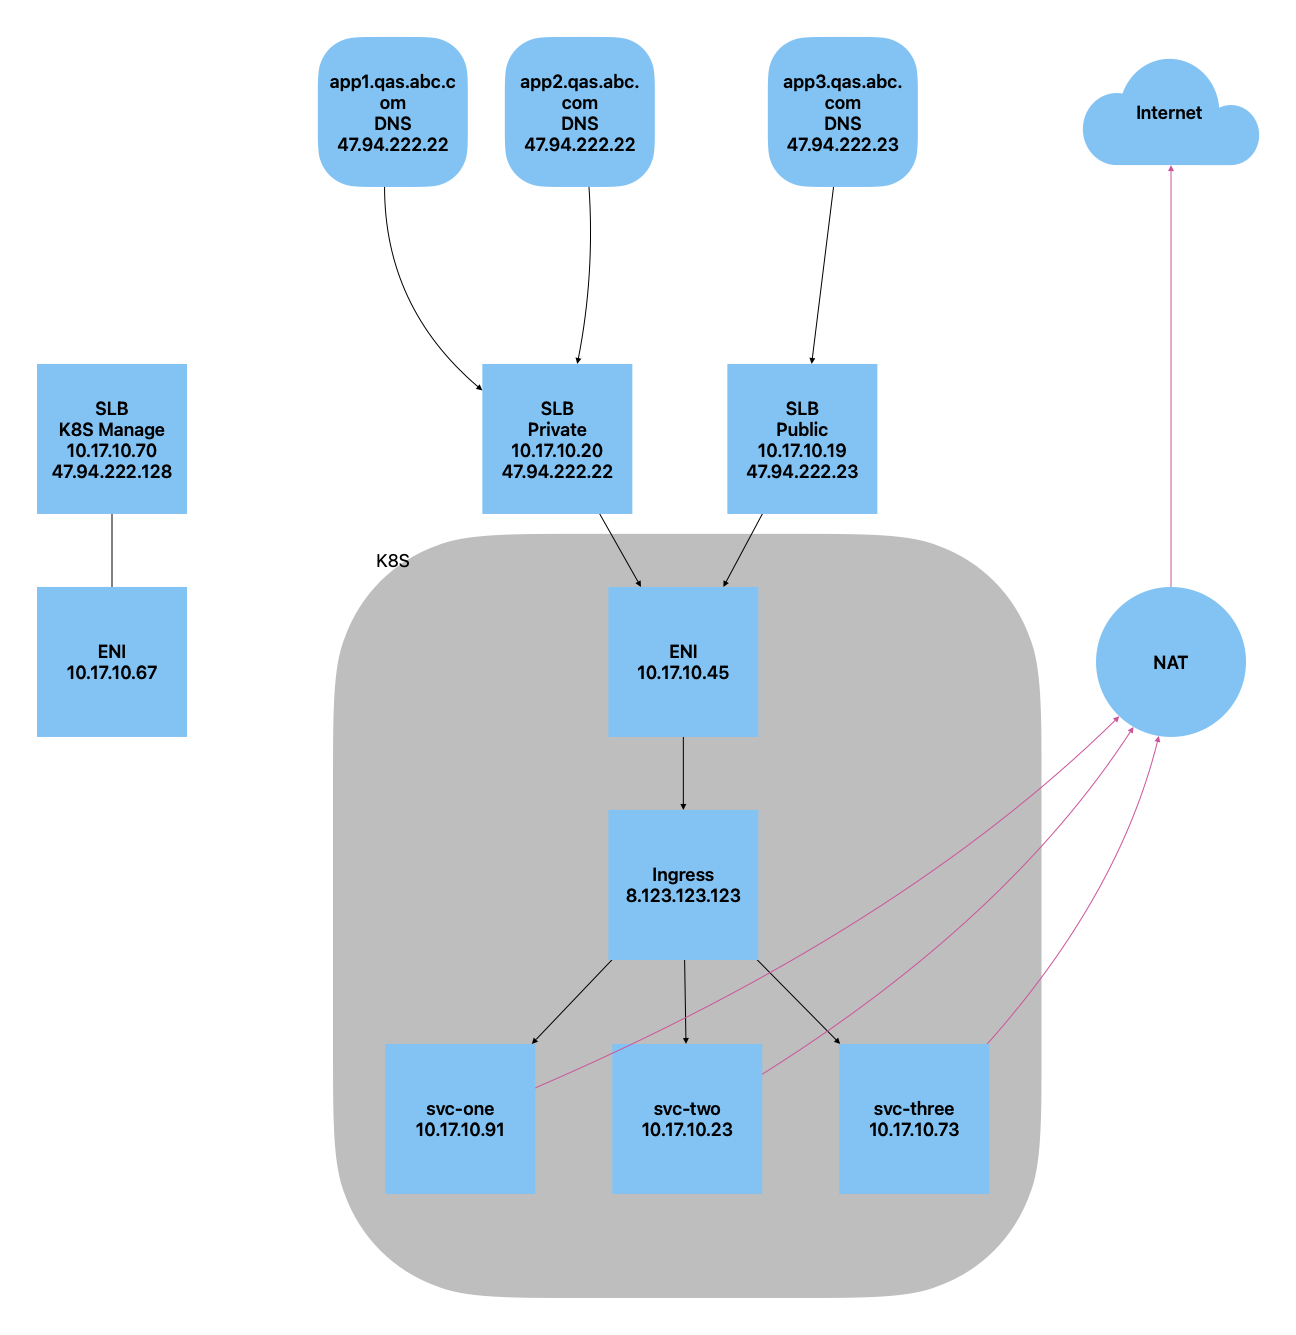 app1.qas.abc.c
om
DNS
47.94.222.22
app2.qas.abc.
com
DNS
47.94.222.22
app3.qas.abc.
com
DNS
47.94.222.23
Internet
SLB
K8S Manage
10.17.10.70
47.94.222.128
SLB
Private
10.17.10.20
47.94.222.22
SLB
Public
10.17.10.19
47.94.222.23
K8S
ENI
10.17.10.67
ENI
10.17.10.45
NAT
Ingress
8.123.123.123
svc-one
10.17.10.91
svc-two
10.17.10.23
svc-three
10.17.10.73